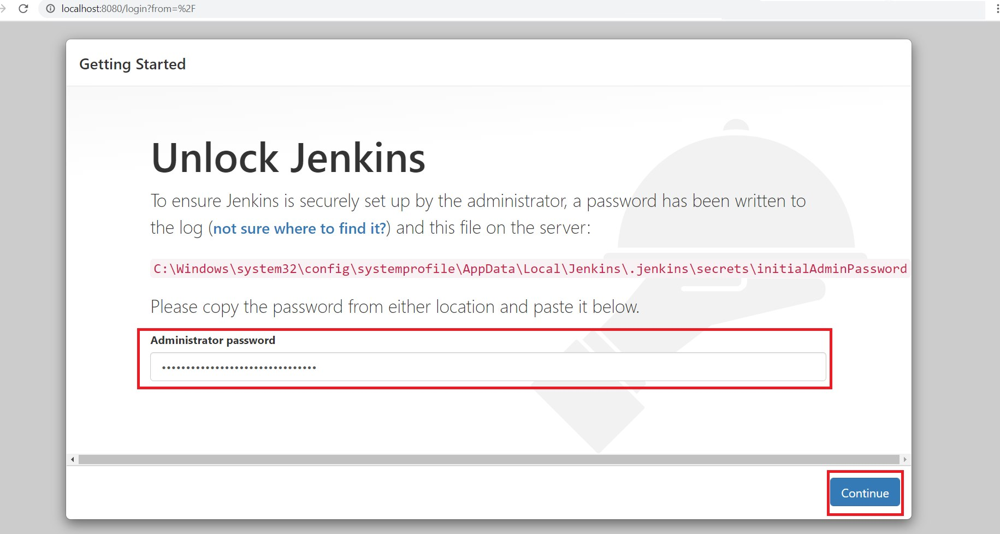 localhost:8080/login?from=%2F
Getting Started
Unlock Jenkins
To ensure Jenkins is securely set up by the administrator, a password has been written to
the log (not sure where to find it?) and this file on the server:
C:\Windows\system32\config\systemprofile\AppData\Local\Jenkins\.jenkins\secrets\initialAdminPassword
Please copy the password from either location and paste it below.
Administrator password
••••••••••••••••••••••••••••••••
Continue